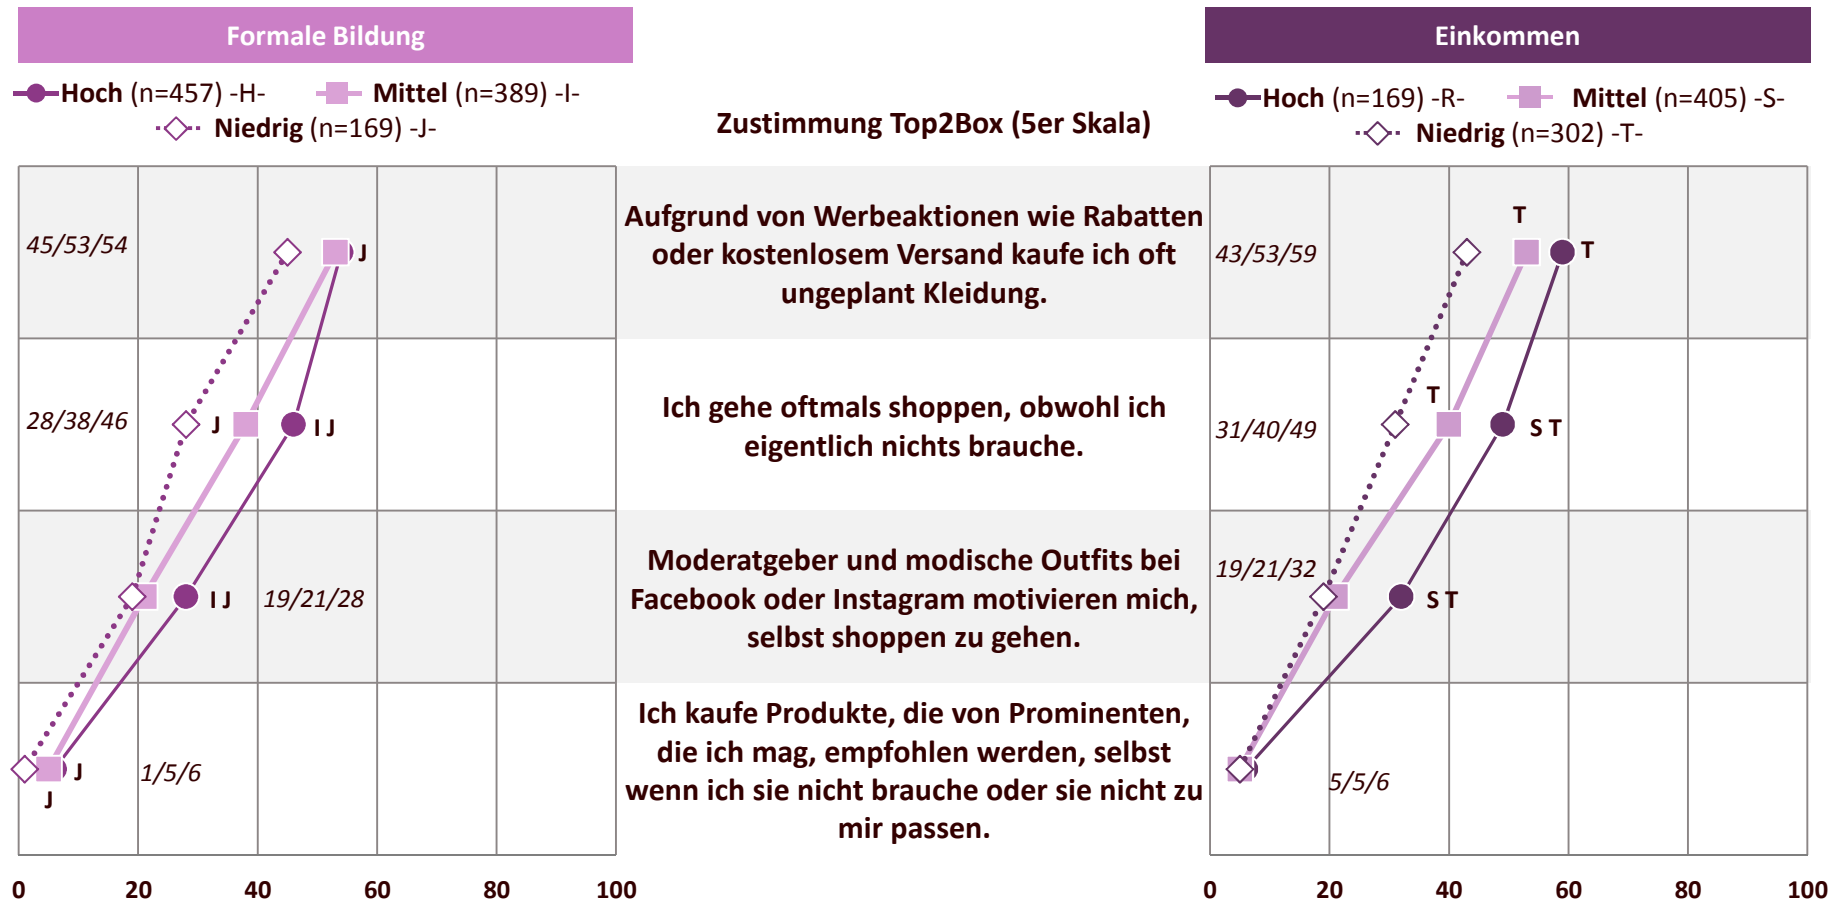 Formale Bildung
Hoch (n=457) -H-
Mittel (n=389) -I-
Niedrig (n=169) -J-
Zustimmung Top2Box (5er Skala)
Einkommen
Hoch (n=169) -R-
Mittel (n=405) -S-
Niedrig (n=302) -T-
45/53/54
J
Aufgrund von Werbeaktionen wie Rabatten
oder kostenlosem Versand kaufe ich oft
ungeplant Kleidung.
43/53/59
T
T
28/38/46
J
I J
Ich gehe oftmals shoppen, obwohl ich
eigentlich nichts brauche.
31/40/49
T
S T
I J
19/21/28
Moderatgeber und modische Outfits bei
Facebook oder Instagram motivieren mich,
selbst shoppen zu gehen.
19/21/32
S T
J
J
1/5/6
Ich kaufe Produkte, die von Prominenten,
die ich mag, empfohlen werden, selbst
wenn ich sie nicht brauche oder sie nicht zu
mir passen.
5/5/6
0 20 40 60 80 100
0 20 40 60 80 100